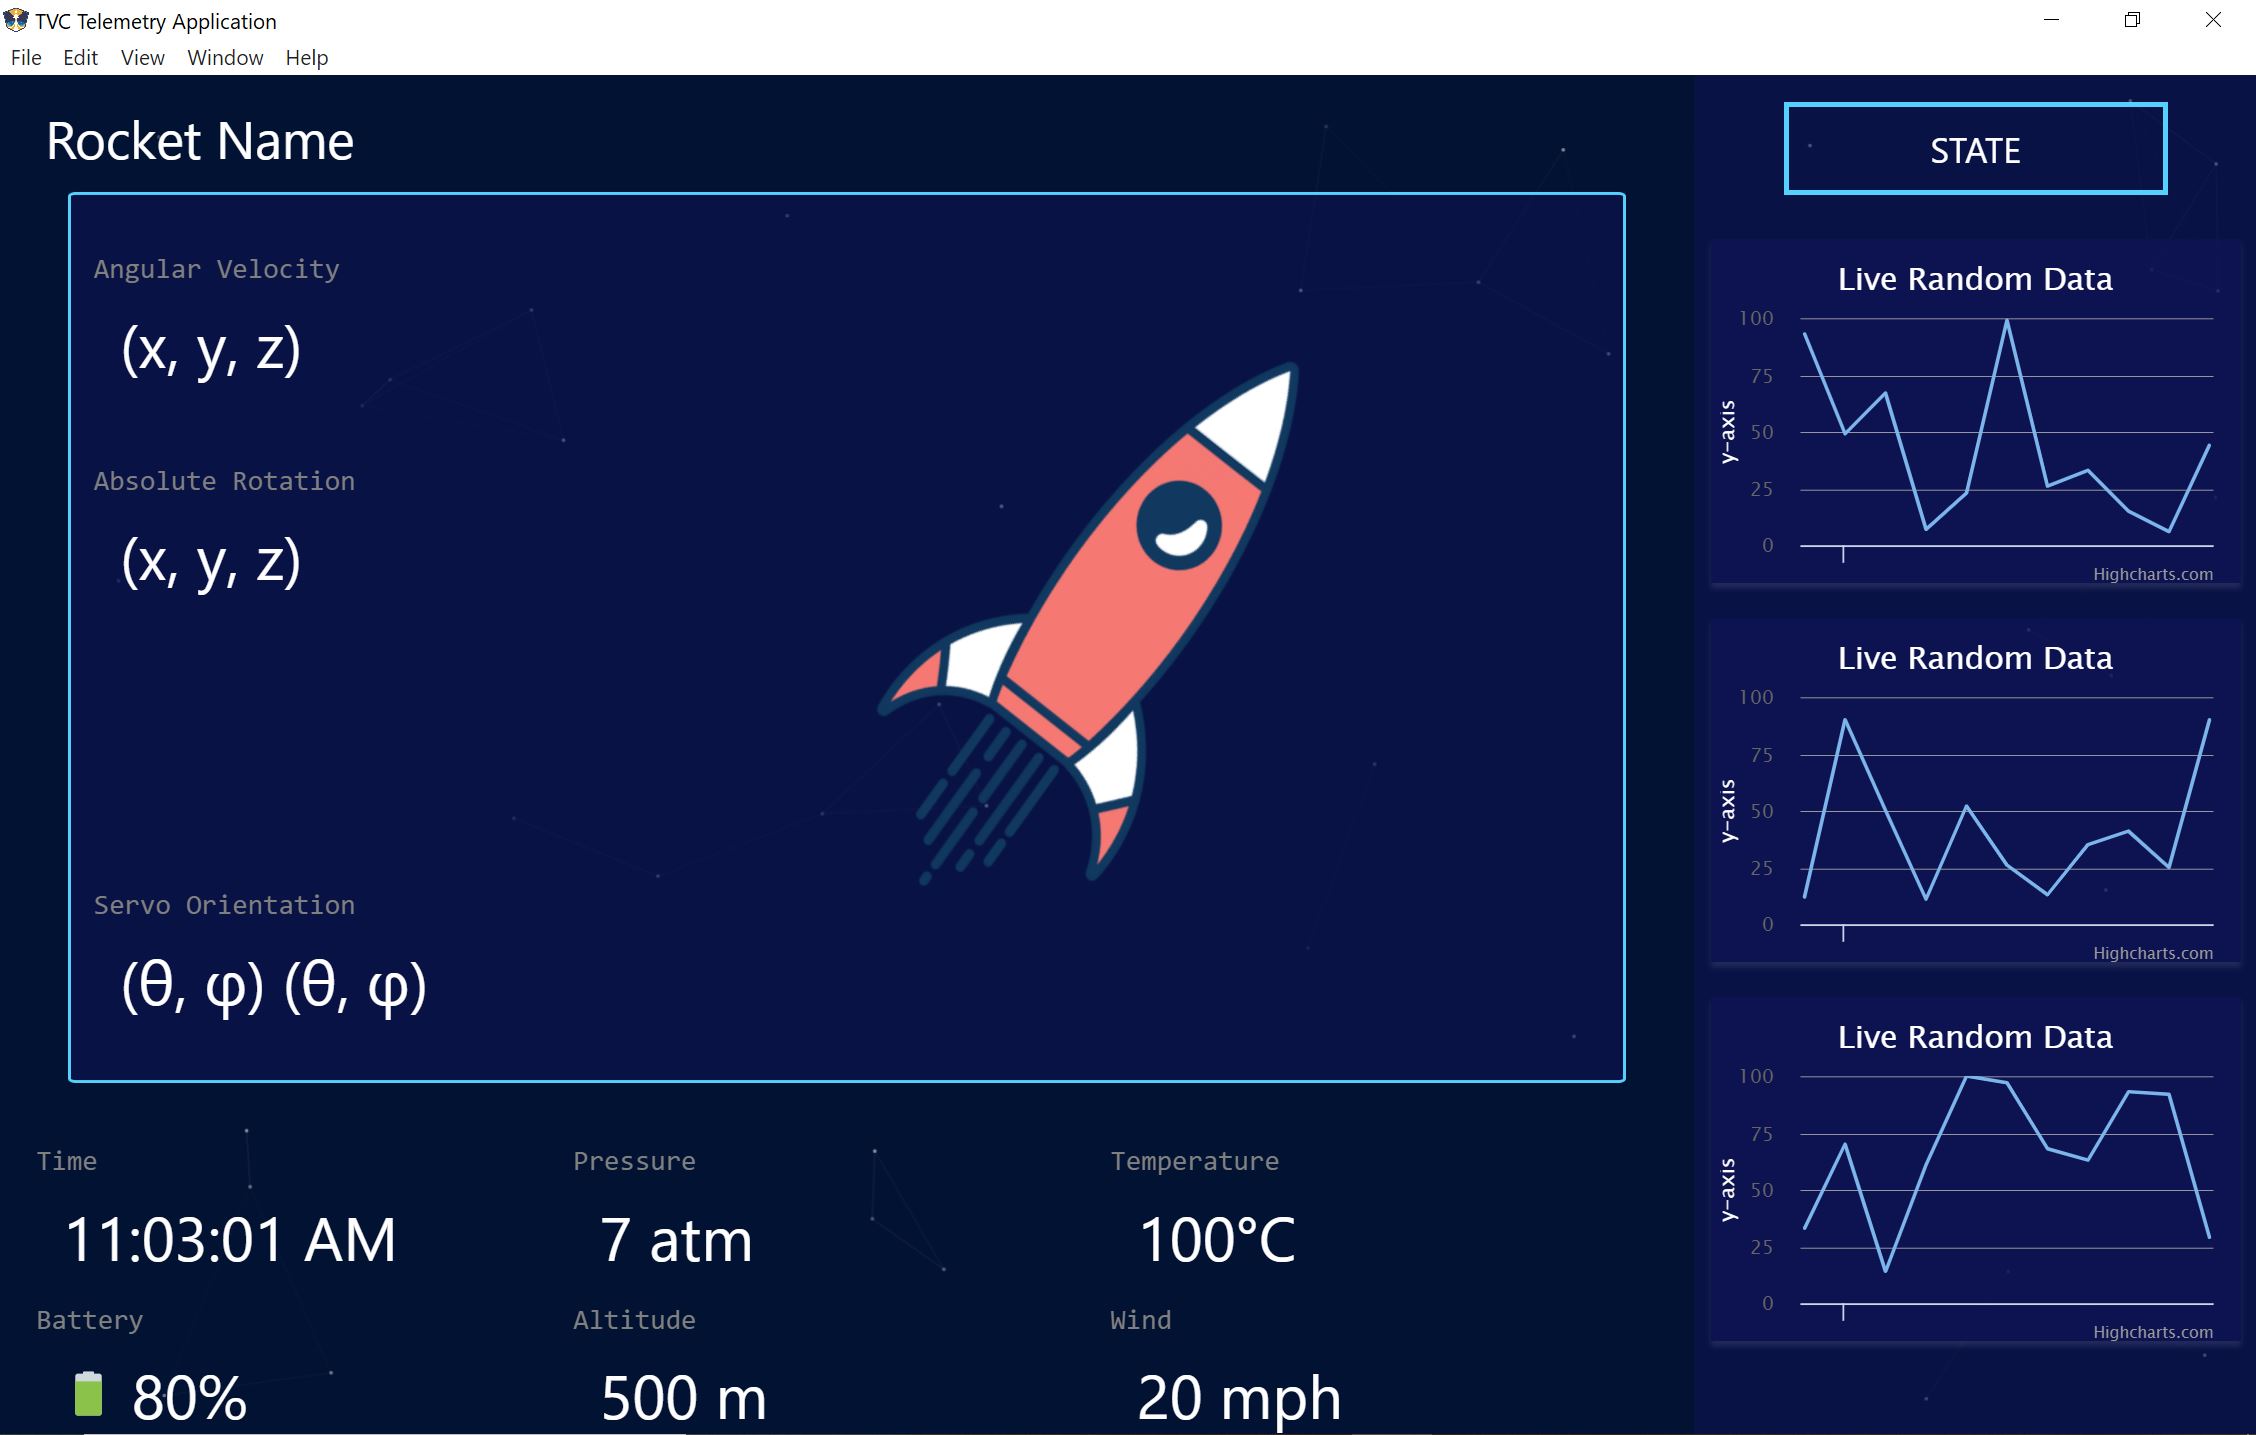 TVC Telemetry Application
File Edit View Window Help
Rocket Name
Angular Velocity
(x, y, z)
Absolute Rotation
(x, y, z)
Servo Orientation
(θ, φ) (θ, φ)
Time
11:03:01 AM
Pressure
7 atm
Temperature
100°C
Battery
80%
Altitude
500 m
Wind
20 mph
STATE
Live Random Data
y-axis
100
75
50
25
0
Highcharts.com
Live Random Data
y-axis
100
75
50
25
0
Highcharts.com
Live Random Data
y-axis
100
75
50
25
0
Highcharts.com